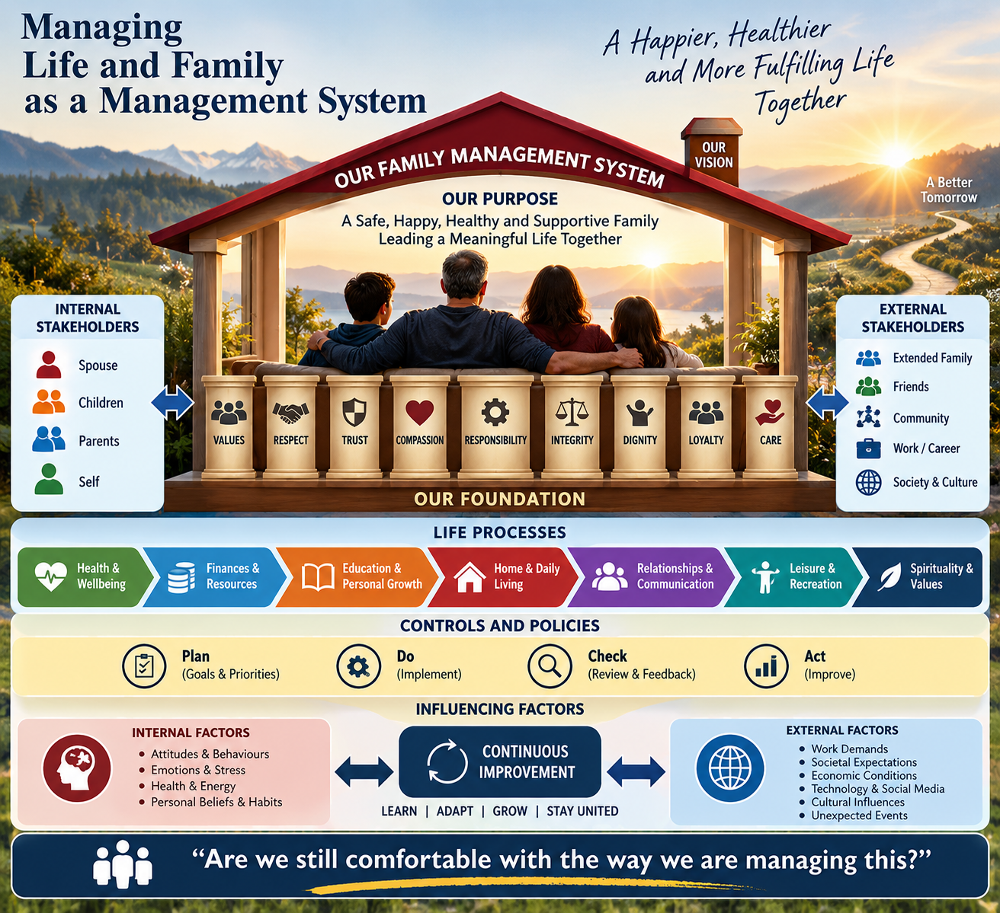 Managing
Life and Family
as a Management System
A Happier, Healthier
and More Fulfilling Life
Together
OUR
VISION
A Better
Tomorrow
OUR FAMILY MANAGEMENT SYSTEM
OUR PURPOSE
A Safe, Happy, Healthy and Supportive Family
Leading a Meaningful Life Together
INTERNAL
STAKEHOLDERS
Spouse
Children
Parents
Self
EXTERNAL
STAKEHOLDERS
Extended Family
Friends
Community
Work / Career
Society & Culture
VALUES
RESPECT
TRUST
COMPASSION
RESPONSIBILITY
INTEGRITY
DIGNITY
LOYALTY
CARE
OUR FOUNDATION
LIFE PROCESSES
Health &
Wellbeing
Finances &
Resources
Education &
Personal Growth
Home & Daily
Living
Relationships &
Communication
Leisure &
Recreation
Spirituality &
Values
CONTROLS AND POLICIES
Plan
(Goals & Priorities)
Do
(Implement)
Check
(Review & Feedback)
Act
(Improve)
INFLUENCING FACTORS
INTERNAL FACTORS
• Attitudes & Behaviours
• Emotions & Stress
• Health & Energy
• Personal Beliefs & Habits
CONTINUOUS
IMPROVEMENT
LEARN | ADAPT | GROW | STAY UNITED
EXTERNAL FACTORS
• Work Demands
• Societal Expectations
• Economic Conditions
• Technology & Social Media
• Cultural Influences
• Unexpected Events
“Are we still comfortable with the way we are managing this?”